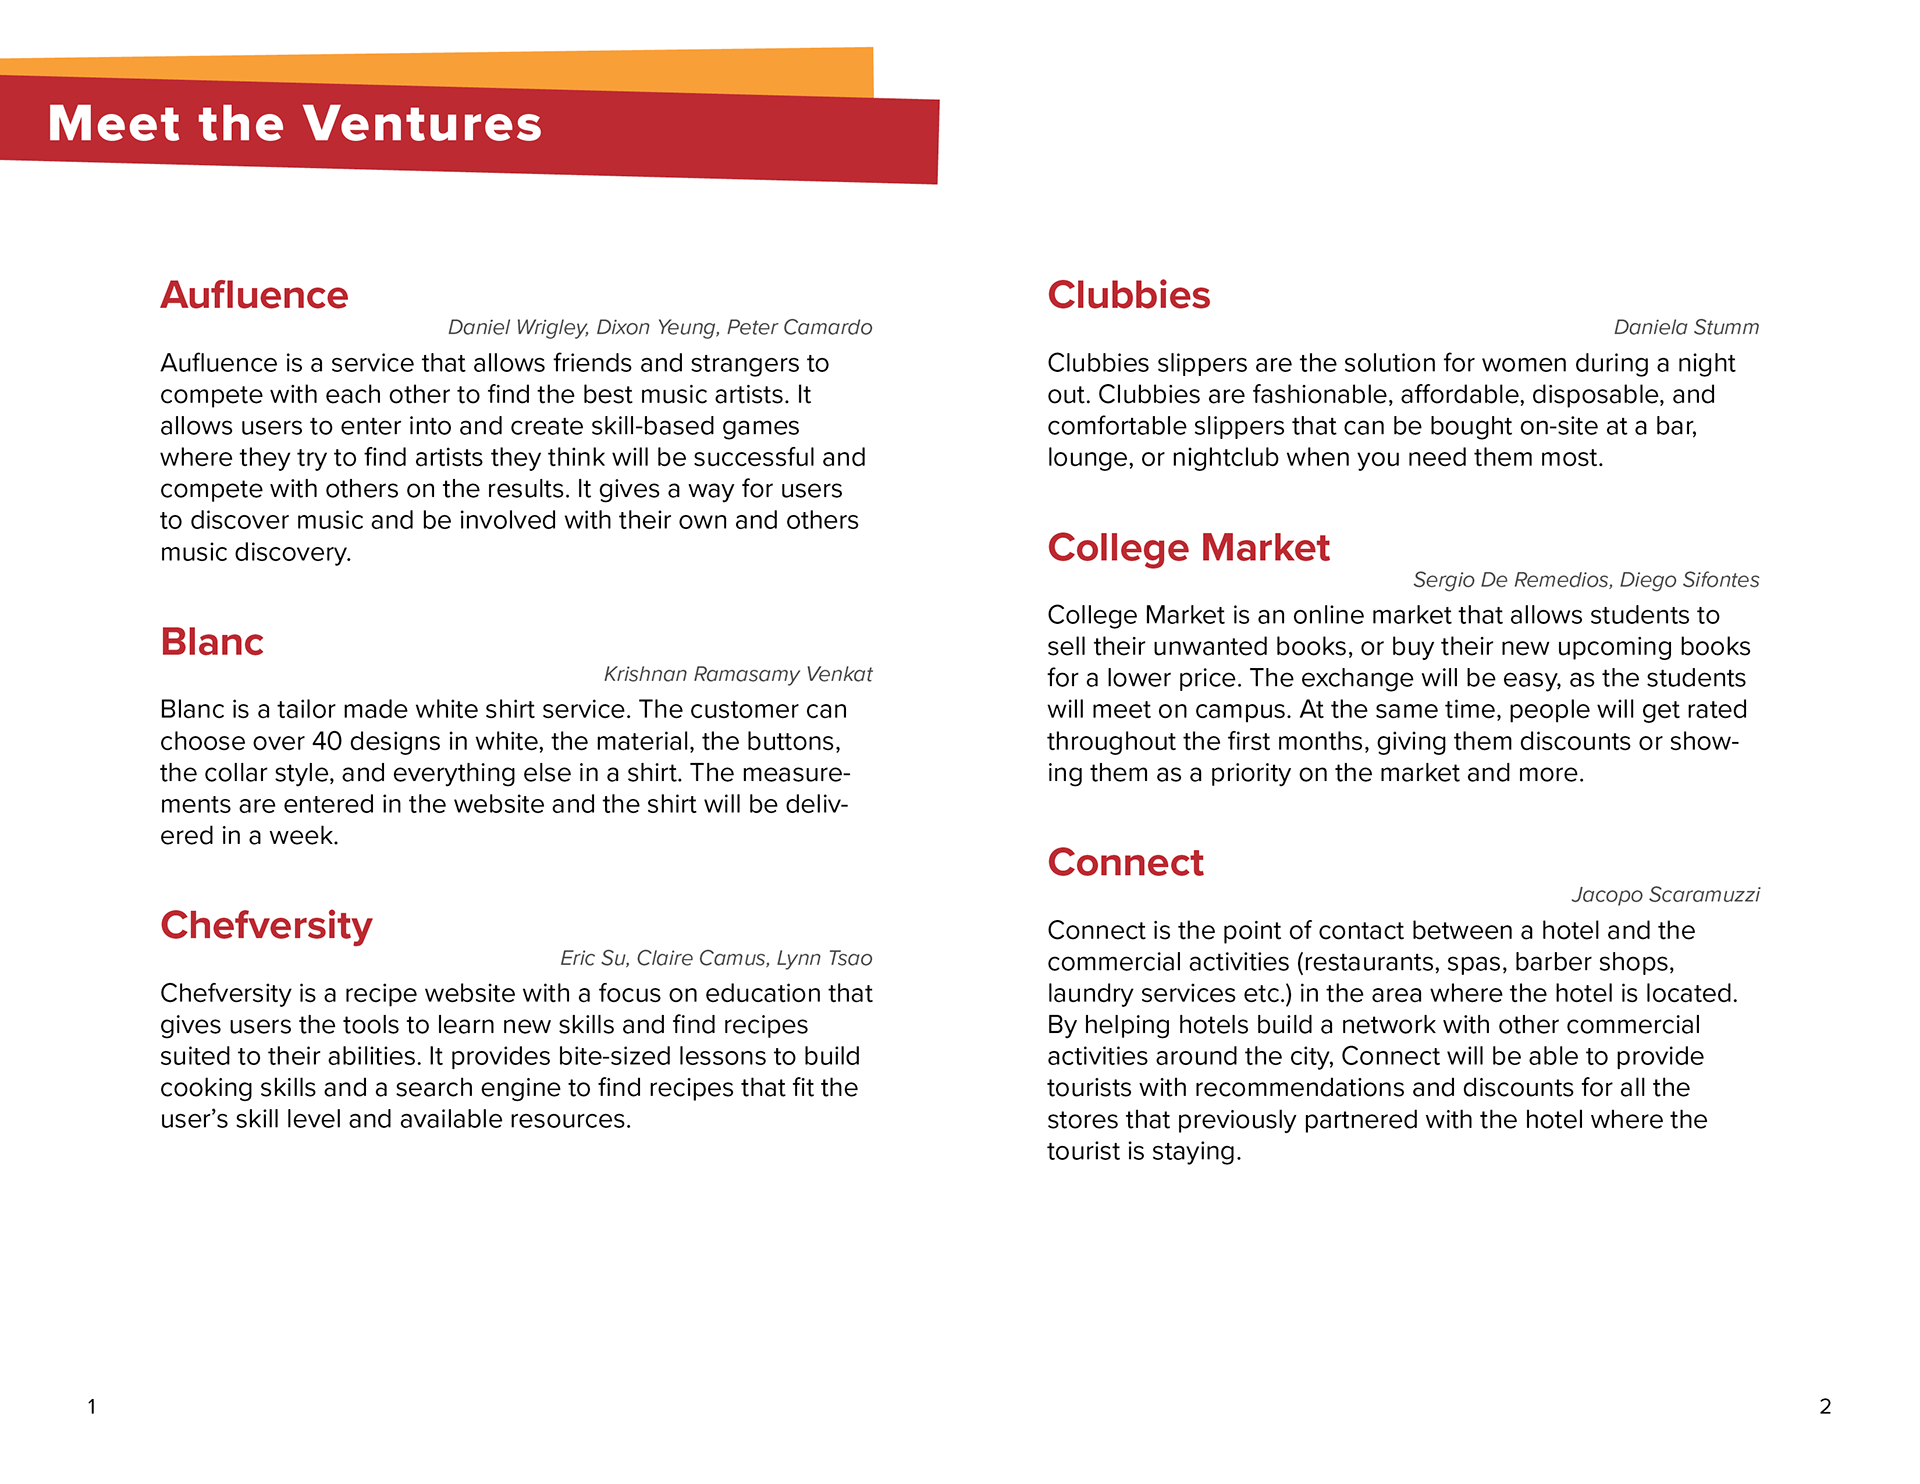 Meet the Ventures
Aufluence
Daniel Wrigley, Dixon Yeung, Peter Camardo
Aufluence is a service that allows friends and strangers to
compete with each other to find the best music artists. It
allows users to enter into and create skill-based games
where they try to find artists they think will be successful and
compete with others on the results. It gives a way for users
to discover music and be involved with their own and others
music discovery.
Blanc
Krishnan Ramasamy Venkat
Blanc is a tailor made white shirt service. The customer can
choose over 40 designs in white, the material, the buttons,
the collar style, and everything else in a shirt. The measure-
ments are entered in the website and the shirt will be deliv-
ered in a week.
Chefversity
Eric Su, Claire Camus, Lynn Tsao
Chefversity is a recipe website with a focus on education that
gives users the tools to learn new skills and find recipes
suited to their abilities. It provides bite-sized lessons to build
cooking skills and a search engine to find recipes that fit the
user’s skill level and available resources.
1
Clubbies
Daniela Stumm
Clubbies slippers are the solution for women during a night
out. Clubbies are fashionable, affordable, disposable, and
comfortable slippers that can be bought on-site at a bar,
lounge, or nightclub when you need them most.
College Market
Sergio De Remedios, Diego Sifontes
College Market is an online market that allows students to
sell their unwanted books, or buy their new upcoming books
for a lower price. The exchange will be easy, as the students
will meet on campus. At the same time, people will get rated
throughout the first months, giving them discounts or show-
ing them as a priority on the market and more.
Connect
Jacopo Scaramuzzi
Connect is the point of contact between a hotel and the
commercial activities (restaurants, spas, barber shops,
laundry services etc.) in the area where the hotel is located.
By helping hotels build a network with other commercial
activities around the city, Connect will be able to provide
tourists with recommendations and discounts for all the
stores that previously partnered with the hotel where the
tourist is staying.
2